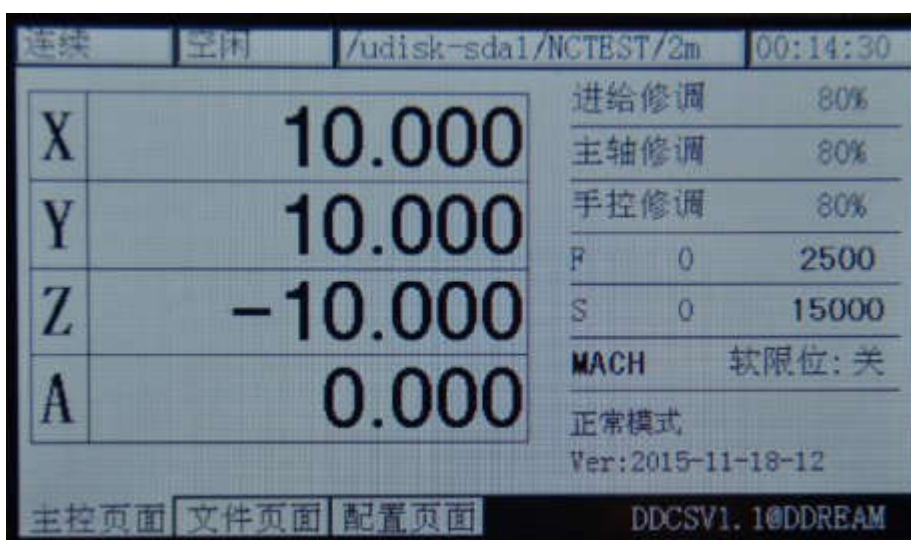 连续 空闲 /udisk-sda1/NCTEST/2m 00:14:30
X 10.000
Y 10.000
Z -10.000
A 0.000
进给修调 80%
主轴修调 80%
手控修调 80%
F 0 2500
S 0 15000
MACH 软限位: 关
正常模式
Ver:2015-11-18-12
主控页面 文件页面 配置页面 DDCSV1.1@DDREAM